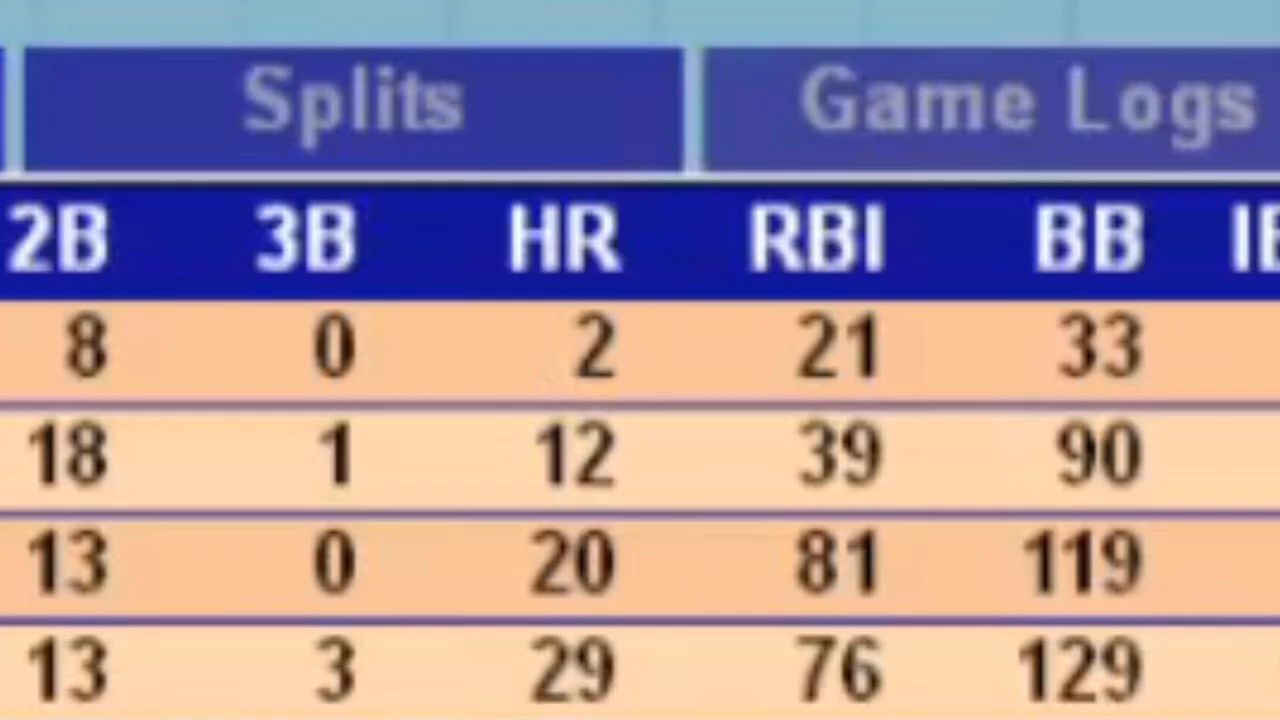 Splits Game Logs
2B 3B HR RBI BB
8 0 2 21 33
18 1 12 39 90
13 0 20 81 119
13 3 29 76 129